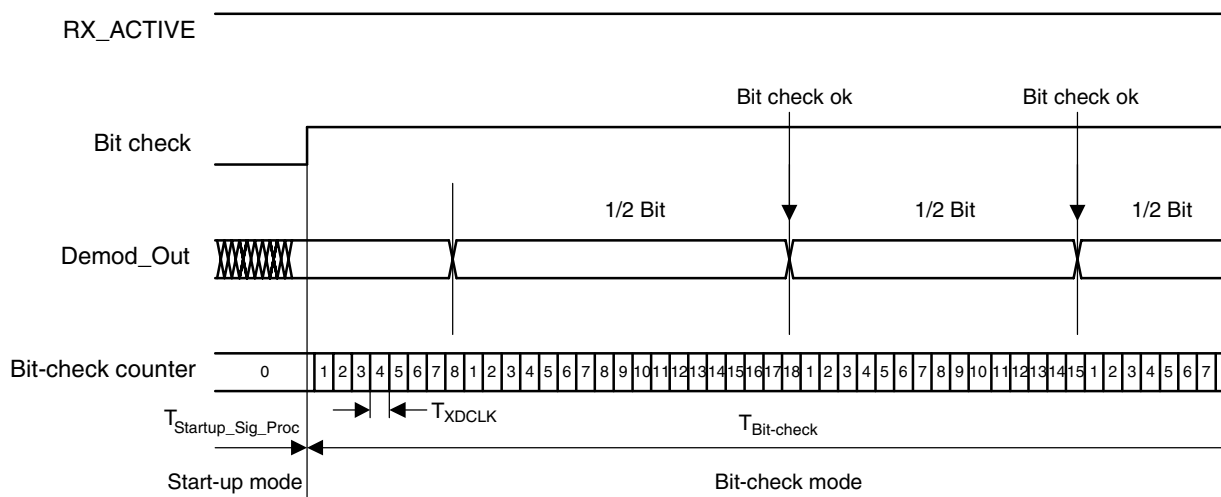 RX_ACTIVE
Bit check ok Bit check ok
Bit check
1/2 Bit 1/2 Bit 1/2 Bit
Demod_Out
Bit-check counter 0 1 2 3 4 5 6 7 8 1 2 3 4 5 6 7 8 9 10 11 12 13 14 15 16 17 18 1 2 3 4 5 6 7 8 9 10 11 12 13 14 15 1 2 3 4 5 6 7
TStartup_Sig_Proc TXDCLK TBit-check
Start-up mode Bit-check mode